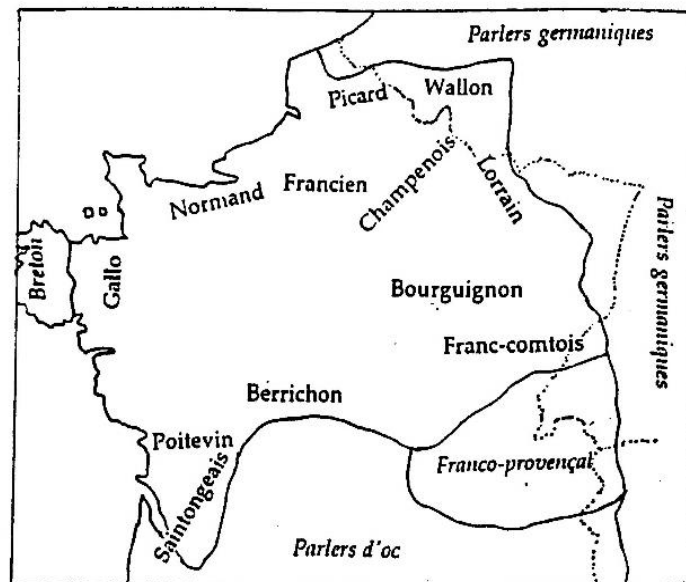 Parlers germaniques
Picard
Wallon
Normand
Francien
Champenois
Lorrain
Parlers germaniques
Breton
Gallo
Bourguignon
Franc-comtois
Berrichon
Poitevin
Saintongeais
Franco-provençal
Parlers d'oc